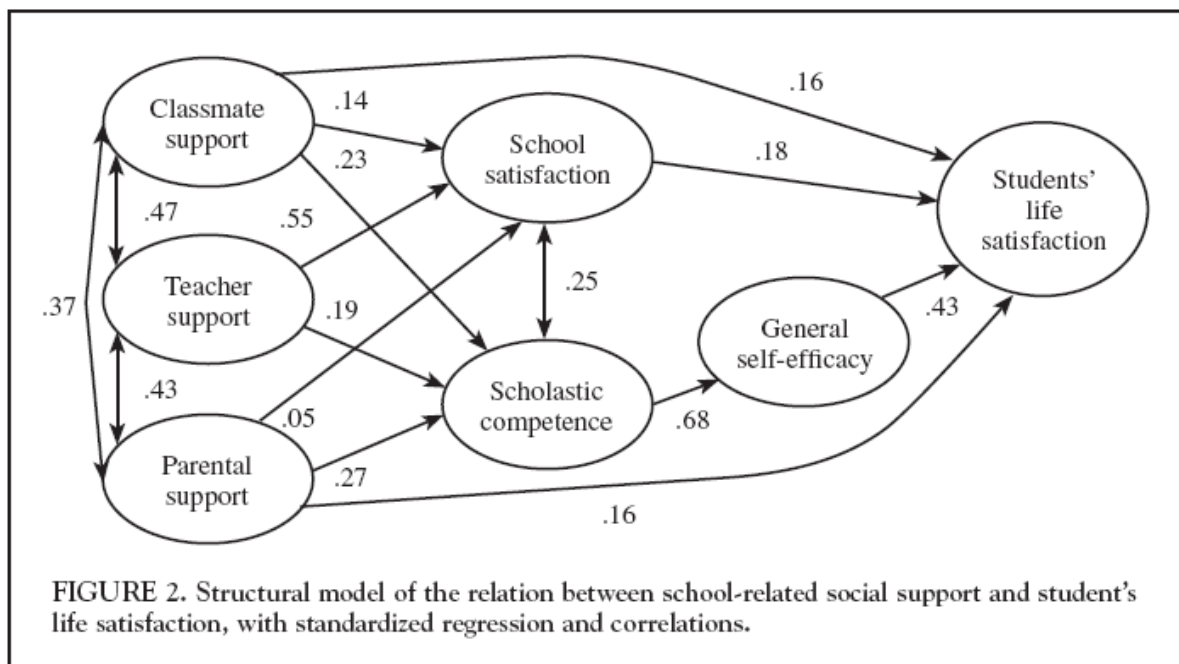 Classmate
support
.14
.16
.23
School
satisfaction
.18
Students'
life
satisfaction
.47
.55
Teacher
support
.37
.19
.25
General
self-efficacy
.43
.43
.05
Scholastic
competence
.68
Parental
support
.27
.16
FIGURE 2. Structural model of the relation between school-related social support and student's
life satisfaction, with standardized regression and correlations.